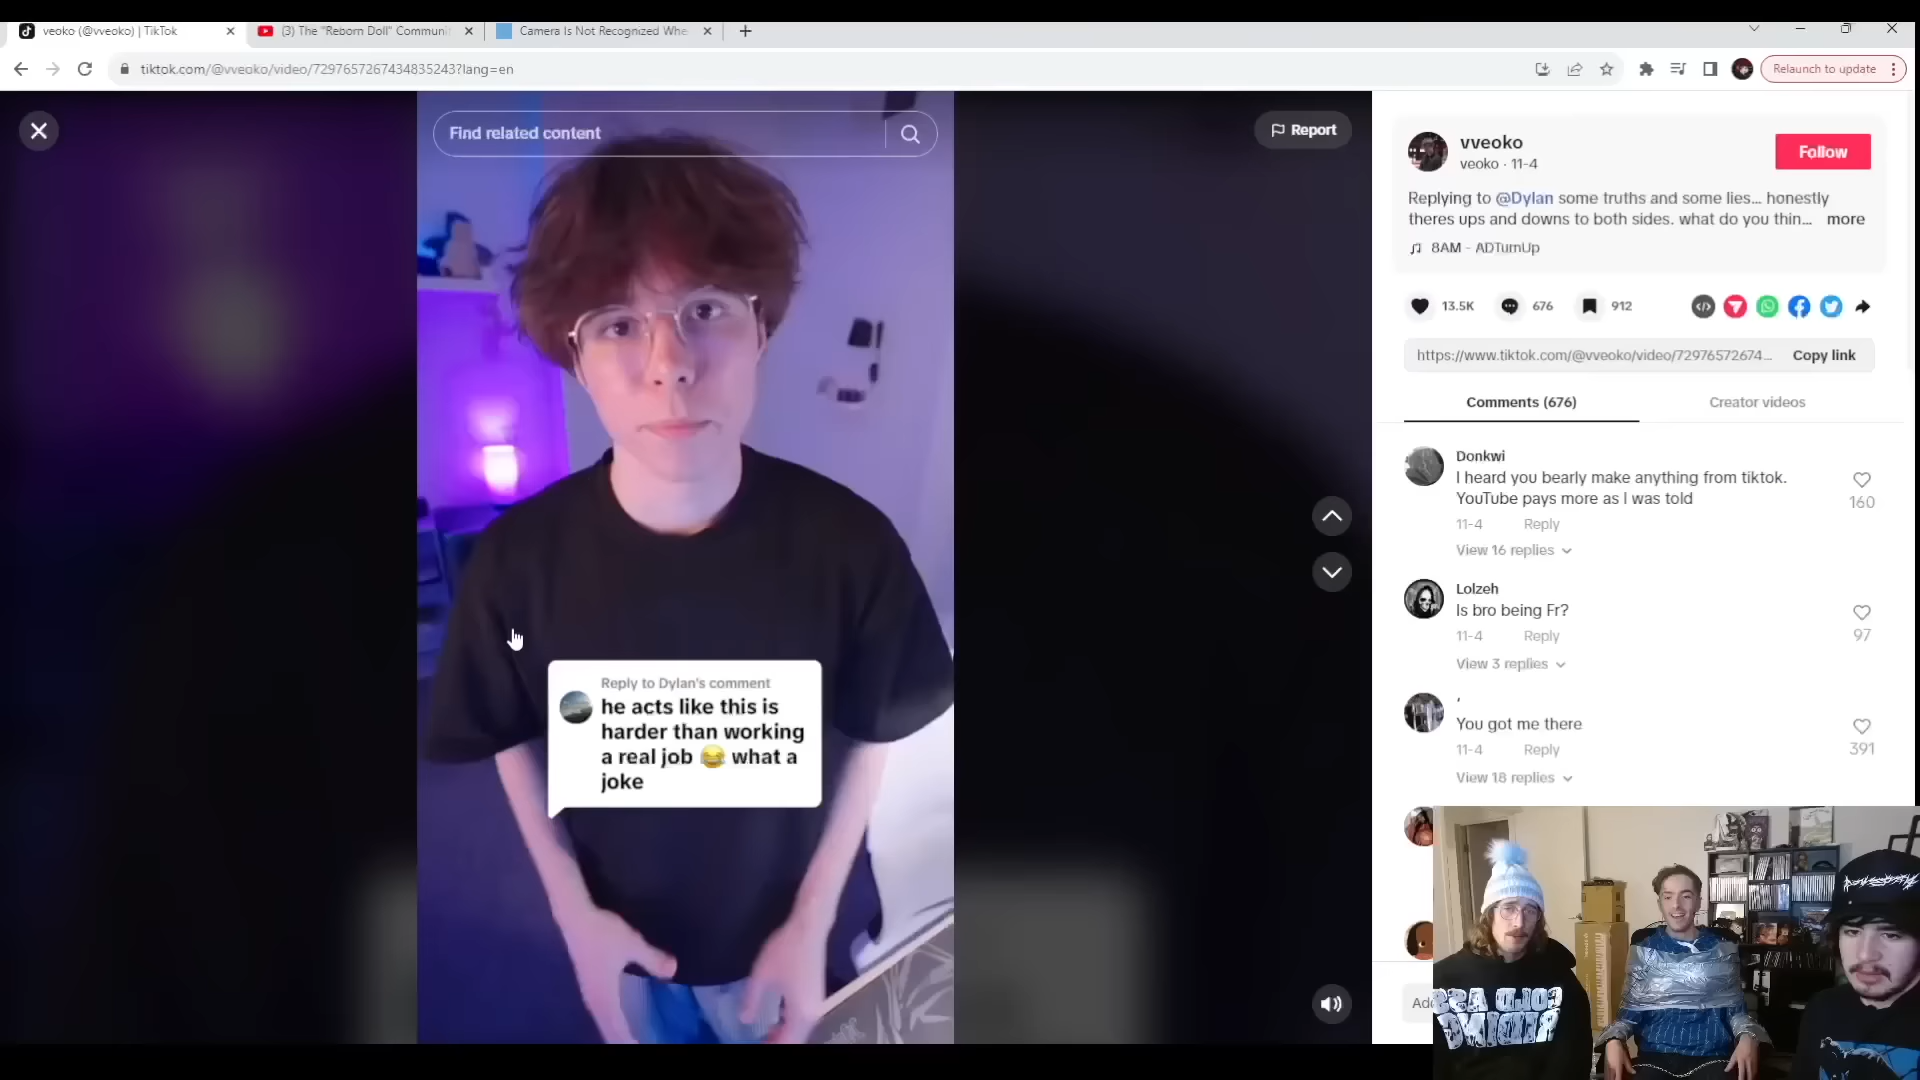 veoko (@vveoko) | TikTok
(3) The "Reborn Doll" Communi
Camera Is Not Recognized Whe
tiktok.com/@vveoko/video/7297657267434835243?lang=en
Relaunch to update
Find related content
Report
vveoko
veoko · 11-4
Follow
Replying to @Dylan some truths and some lies... honestly
theres ups and downs to both sides. what do you thin... more
8AM - ADTurnUp
13.5K
676
912
https://www.tiktok.com/@vveoko/video/72976572674...
Copy link
Comments (676)
Creator videos
Donkwi
I heard you bearly make anything from tiktok.
YouTube pays more as I was told
160
11-4 Reply
View 16 replies
Lolzeh
Is bro being Fr?
97
11-4 Reply
View 3 replies
,
You got me there
391
11-4 Reply
View 18 replies
Reply to Dylan's comment
he acts like this is
harder than working
a real job 😂 what a
joke
Add
COLD ASS
RIDING